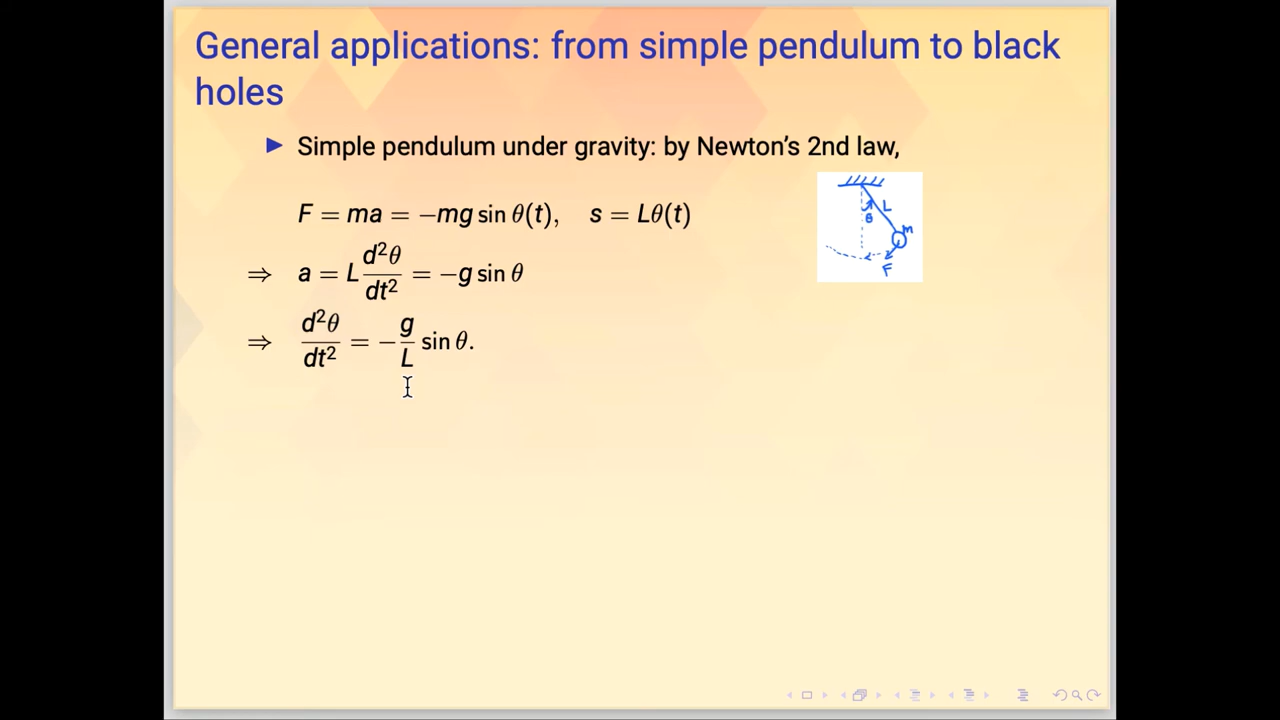 General applications: from simple pendulum to black
holes
▶ Simple pendulum under gravity: by Newton's 2nd law,
F = ma = −mg sin θ(t), s = Lθ(t)
⇒ a = L d²θ/dt² = −g sin θ
⇒ d²θ/dt² = −g/L sin θ.
L
θ
m
F